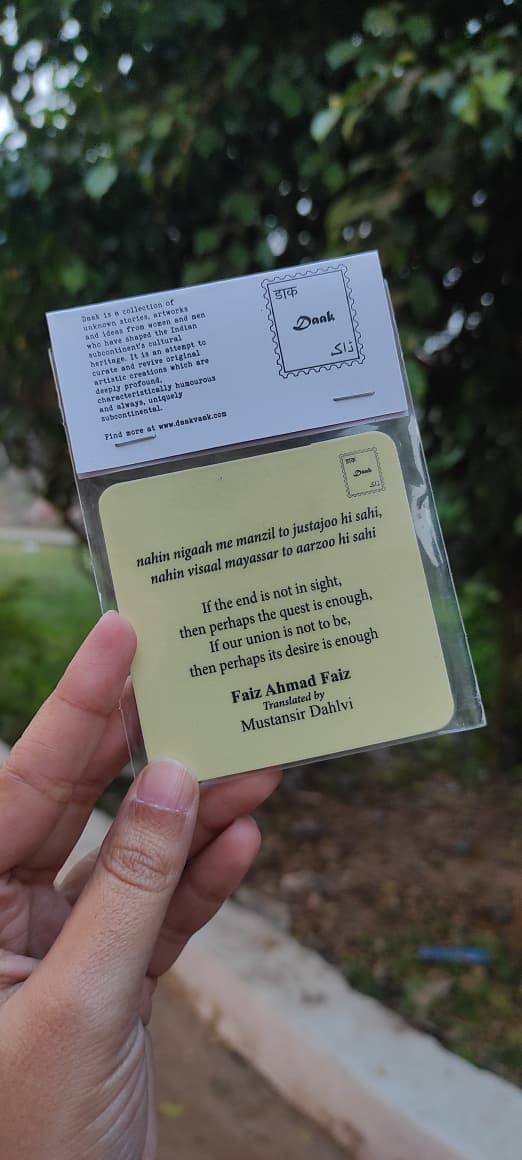 Daak is a collection of
unknown stories, artworks
and ideas from women and men
who have shaped the Indian
subcontinent's cultural
heritage. It is an attempt to
curate and revive original
artistic creations which are
deeply profound,
characteristically humourous
and always, uniquely
subcontinental.
Find more at www.daakvaak.com
डाक
Daak
ڈاک
डाक
Daak
ڈاک
nahin nigaah me manzil to justajoo hi sahi,
nahin visaal mayassar to aarzoo hi sahi
If the end is not in sight,
then perhaps the quest is enough,
If our union is not to be,
then perhaps its desire is enough
Faiz Ahmad Faiz
Translated by
Mustansir Dahlvi